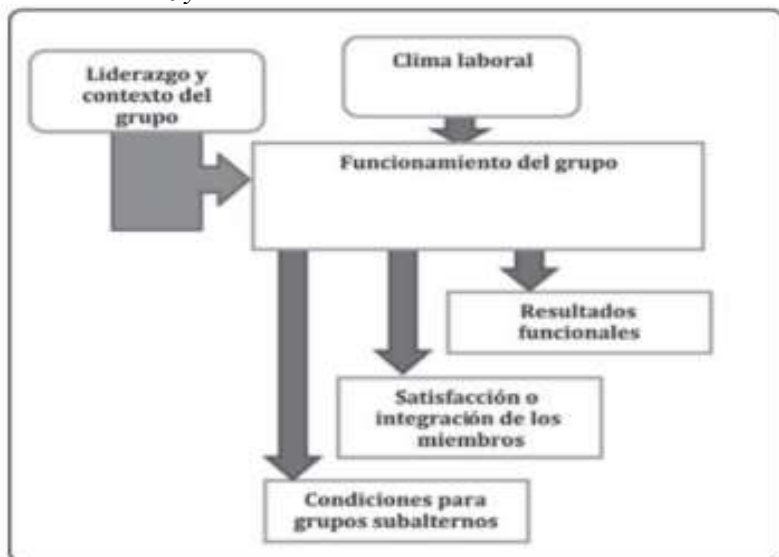 Liderazgo y
contexto del
grupo
Clima laboral
Funcionamiento del grupo
Resultados
funcionales
Satisfacción o
integración de los
miembros
Condiciones para
grupos subalternos